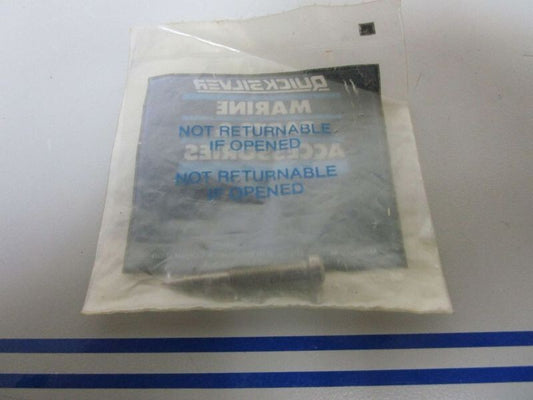 QUICKSILVER
MARINE
NOT RETURNABLE
IF OPENED
ACCESSORIES
NOT RETURNABLE
IF OPENED